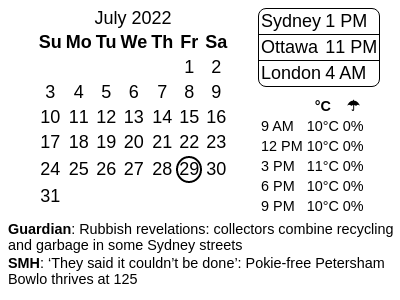 July 2022
Su Mo Tu We Th Fr Sa
1 2
3 4 5 6 7 8 9
10 11 12 13 14 15 16
17 18 19 20 21 22 23
24 25 26 27 28 29 30
31
Sydney 1 PM
Ottawa 11 PM
London 4 AM
°C ☂
9 AM 10°C 0%
12 PM 10°C 0%
3 PM 11°C 0%
6 PM 10°C 0%
9 PM 10°C 0%
Guardian: Rubbish revelations: collectors combine recycling
and garbage in some Sydney streets
SMH: ‘They said it couldn’t be done’: Pokie-free Petersham
Bowlo thrives at 125